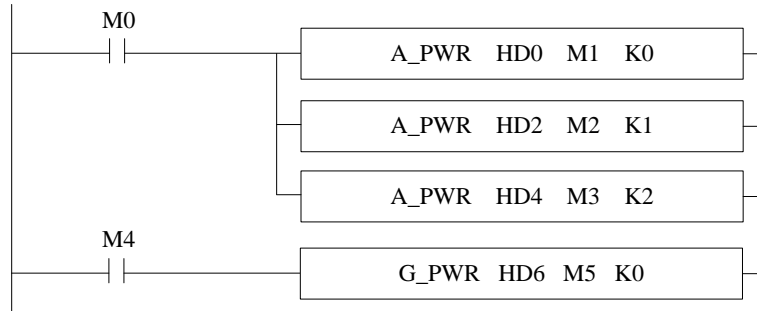 M0
A_PWR HD0 M1 K0
A_PWR HD2 M2 K1
A_PWR HD4 M3 K2
M4
G_PWR HD6 M5 K0